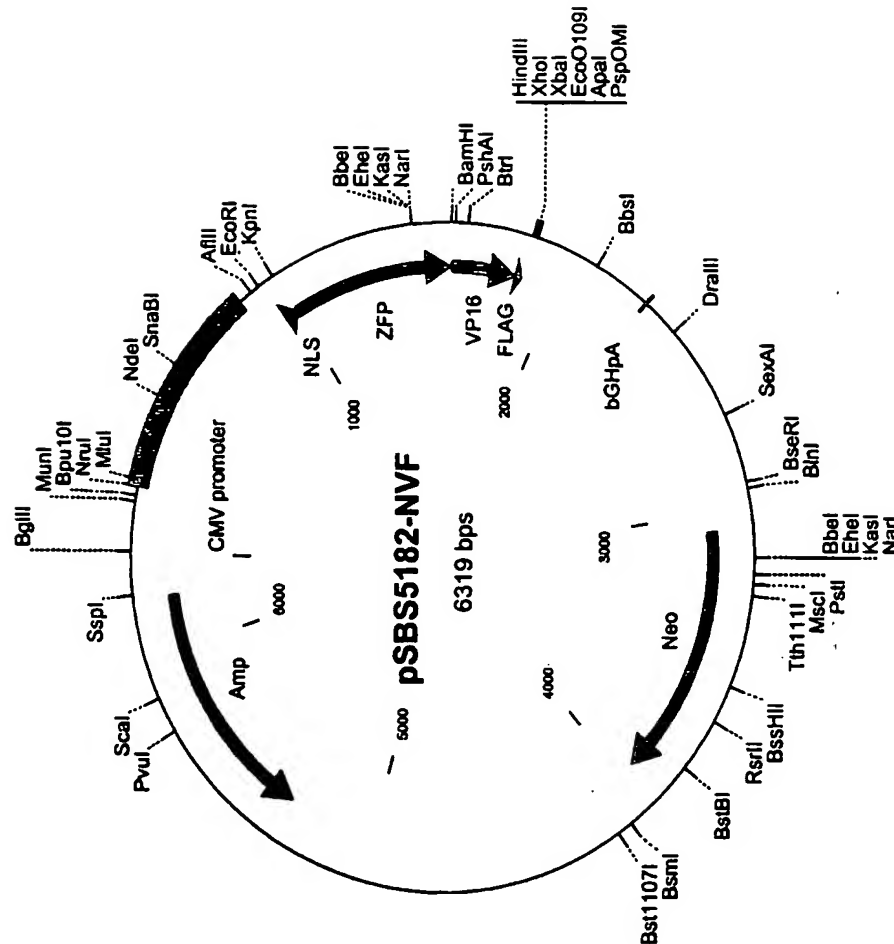 pSBS5182-NVF
6319 bps
BglII
MunI
Bpu10I
NruI
MluI
NdeI
SnaBI
AflII
EcoRI
KpnI
BbeI
EheI
KasI
NarI
BamHI
PshAI
BtrI
HindIII
XhoI
XbaI
EcoO109I
ApaI
PspOMI
BbsI
DraIII
SexAI
BseRI
BlnI
BbeI
EheI
KasI
NarI
PstI
MscI
Tth111I
BssHII
RsrII
BstBI
BsmI
Bst1107I
PvuI
ScaI
SspI
CMV promoter
NLS
ZFP
VP16
FLAG
bGHpA
Neo
Amp
1000
2000
3000
4000
5000
6000